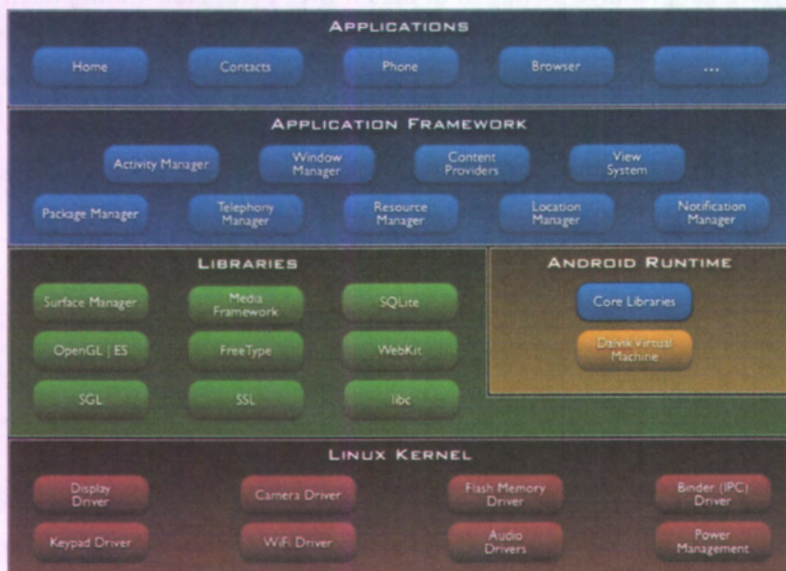 APPLICATIONS
Home
Contacts
Phone
Browser
...
APPLICATION FRAMEWORK
Activity Manager
Window
Manager
Content
Providers
View
System
Package Manager
Telephony
Manager
Resource
Manager
Location
Manager
Notification
Manager
LIBRARIES
Surface Manager
Media
Framework
SQLite
OpenGL | ES
FreeType
WebKit
SGL
SSL
libc
ANDROID RUNTIME
Core Libraries
Dalvik Virtual
Machine
LINUX KERNEL
Display
Driver
Camera Driver
Flash Memory
Driver
Binder (IPC)
Driver
Keypad Driver
WiFi Driver
Audio
Drivers
Power
Management